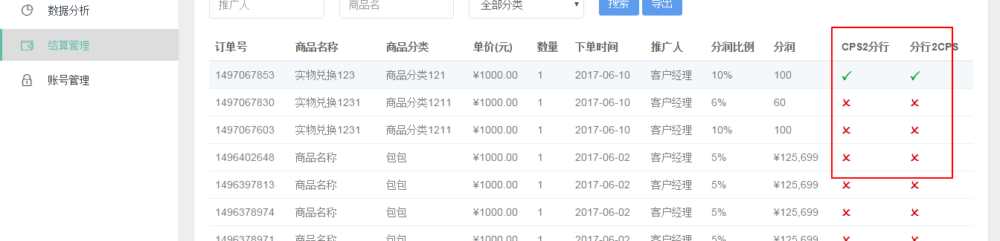 数据分析
结算管理
账号管理
推广人 商品名 全部分类 搜索 导出
订单号 商品名称 商品分类 单价(元) 数量 下单时间 推广人 分润比例 分润 CPS2分行 分行2CPS
1497067853 实物兑换123 商品分类121 ¥1000.00 1 2017-06-10 客户经理 10% 100
1497067830 实物兑换1231 商品分类1211 ¥1000.00 1 2017-06-10 客户经理 6% 60
1497067603 实物兑换1231 商品分类1211 ¥1000.00 1 2017-06-10 客户经理 10% 100
1496402648 商品名称 包包 ¥1000.00 1 2017-06-02 客户经理 5% ¥125,699
1496397813 商品名称 包包 ¥1000.00 1 2017-06-02 客户经理 5% ¥125,699
1496378974 商品名称 包包 ¥1000.00 1 2017-06-02 客户经理 5% ¥125,699
1496378971 商品名称 包包 ¥1000.00 1 2017-06-02 客户经理 5% ¥125,699